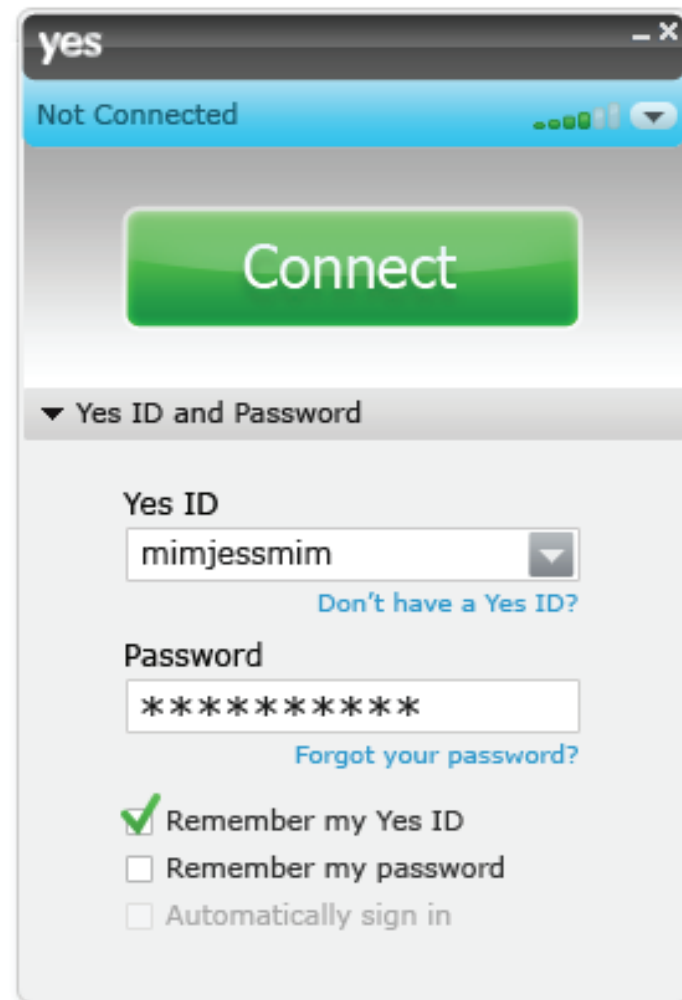 yes
Not Connected
Connect
Yes ID and Password
Yes ID
mimjessmim
Don't have a Yes ID?
Password
**********
Forgot your password?
Remember my Yes ID
Remember my password
Automatically sign in